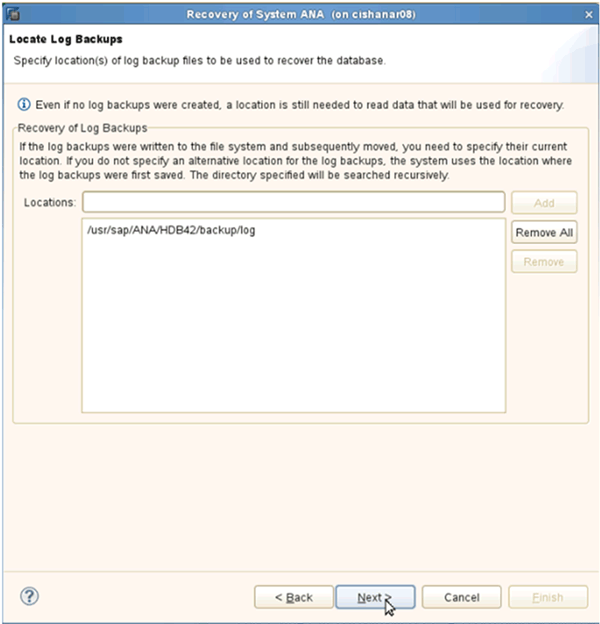 Recovery of System ANA (on cishanar08)
Locate Log Backups
Specify location(s) of log backup files to be used to recover the database.
Even if no log backups were created, a location is still needed to read data that will be used for recovery.
Recovery of Log Backups
If the log backups were written to the file system and subsequently moved, you need to specify their current
location. If you do not specify an alternative location for the log backups, the system uses the location where
the log backups were first saved. The directory specified will be searched recursively.
Locations:
Add
/usr/sap/ANA/HDB42/backup/log
Remove All
Remove
< Back
Next >
Cancel
Finish